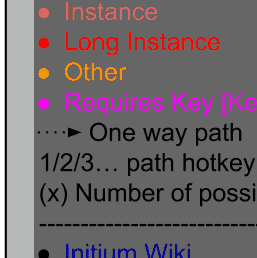 Instance
Long Instance
Other
Requires Key [Ke
One way path
1/2/3... path hotkey
(x) Number of possi
Initium Wiki